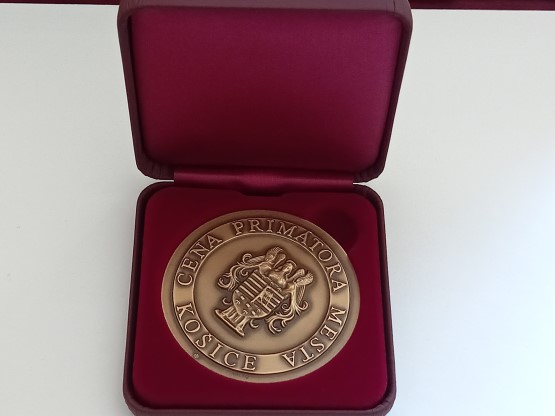 CENA PRIMÁTORA MESTA KOŠICE